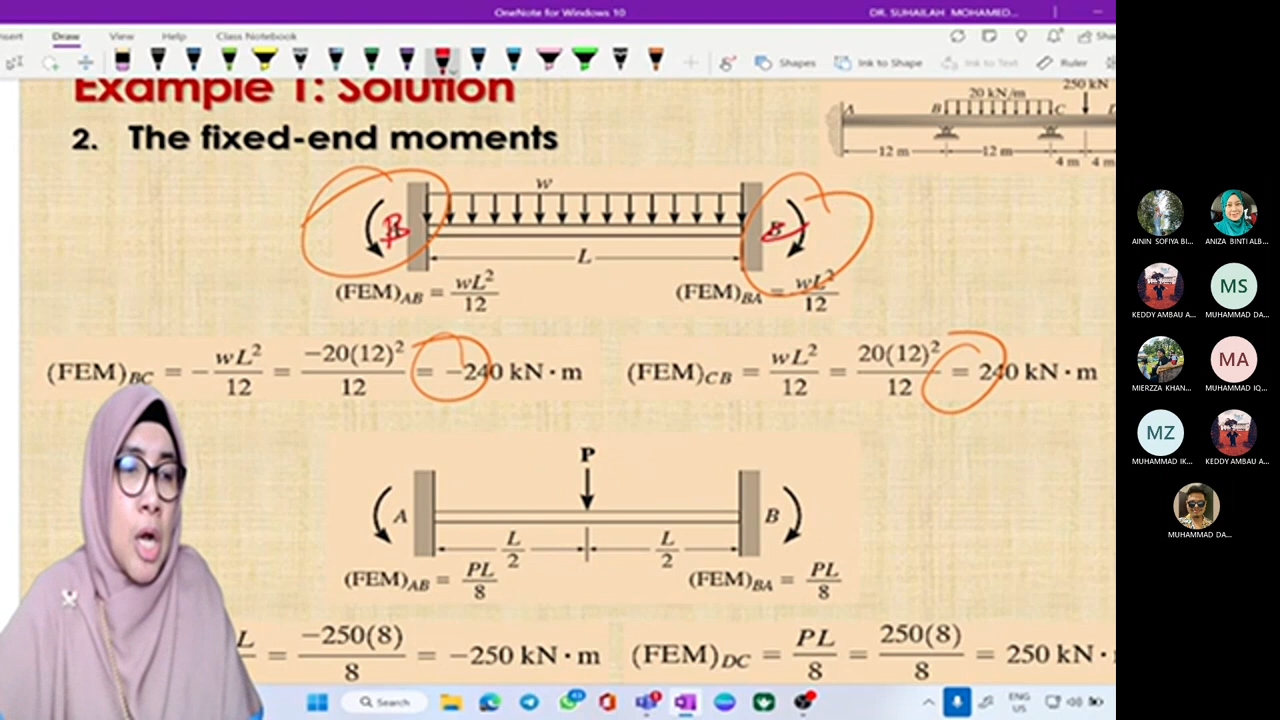 OneNote for Windows 10
DR. SUHAILAH MOHAMED...
nsert Draw View Help Class Notebook
Sha
Shapes Ink to Shape Ink to Text Ruler
Example 1: Solution
2. The fixed-end moments
A B 20 kN/m C 250 kN
12 m 12 m 4 m 4 m
w
B
L
(FEM)AB = wL²/12
(FEM)BA = wL²/12
(FEM)BC = - wL²/12 = -20(12)²/12 = -240 kN·m
(FEM)CB = wL²/12 = 20(12)²/12 = 240 kN·m
P
A B
L/2 L/2
(FEM)AB = PL/8
(FEM)BA = PL/8
L = -250(8)/8 = -250 kN·m
(FEM)DC = PL/8 = 250(8)/8 = 250 kN·
Search
ENG
US
AININ SOFIYA BI...
ANIZA BINTI ALB...
KEDDY AMBAU A...
MS
MUHAMMAD DA...
MIERZZA KHAN...
MA
MUHAMMAD IQ...
MZ
MUHAMMAD IK...
KEDDY AMBAU A...
MUHAMMAD DA...